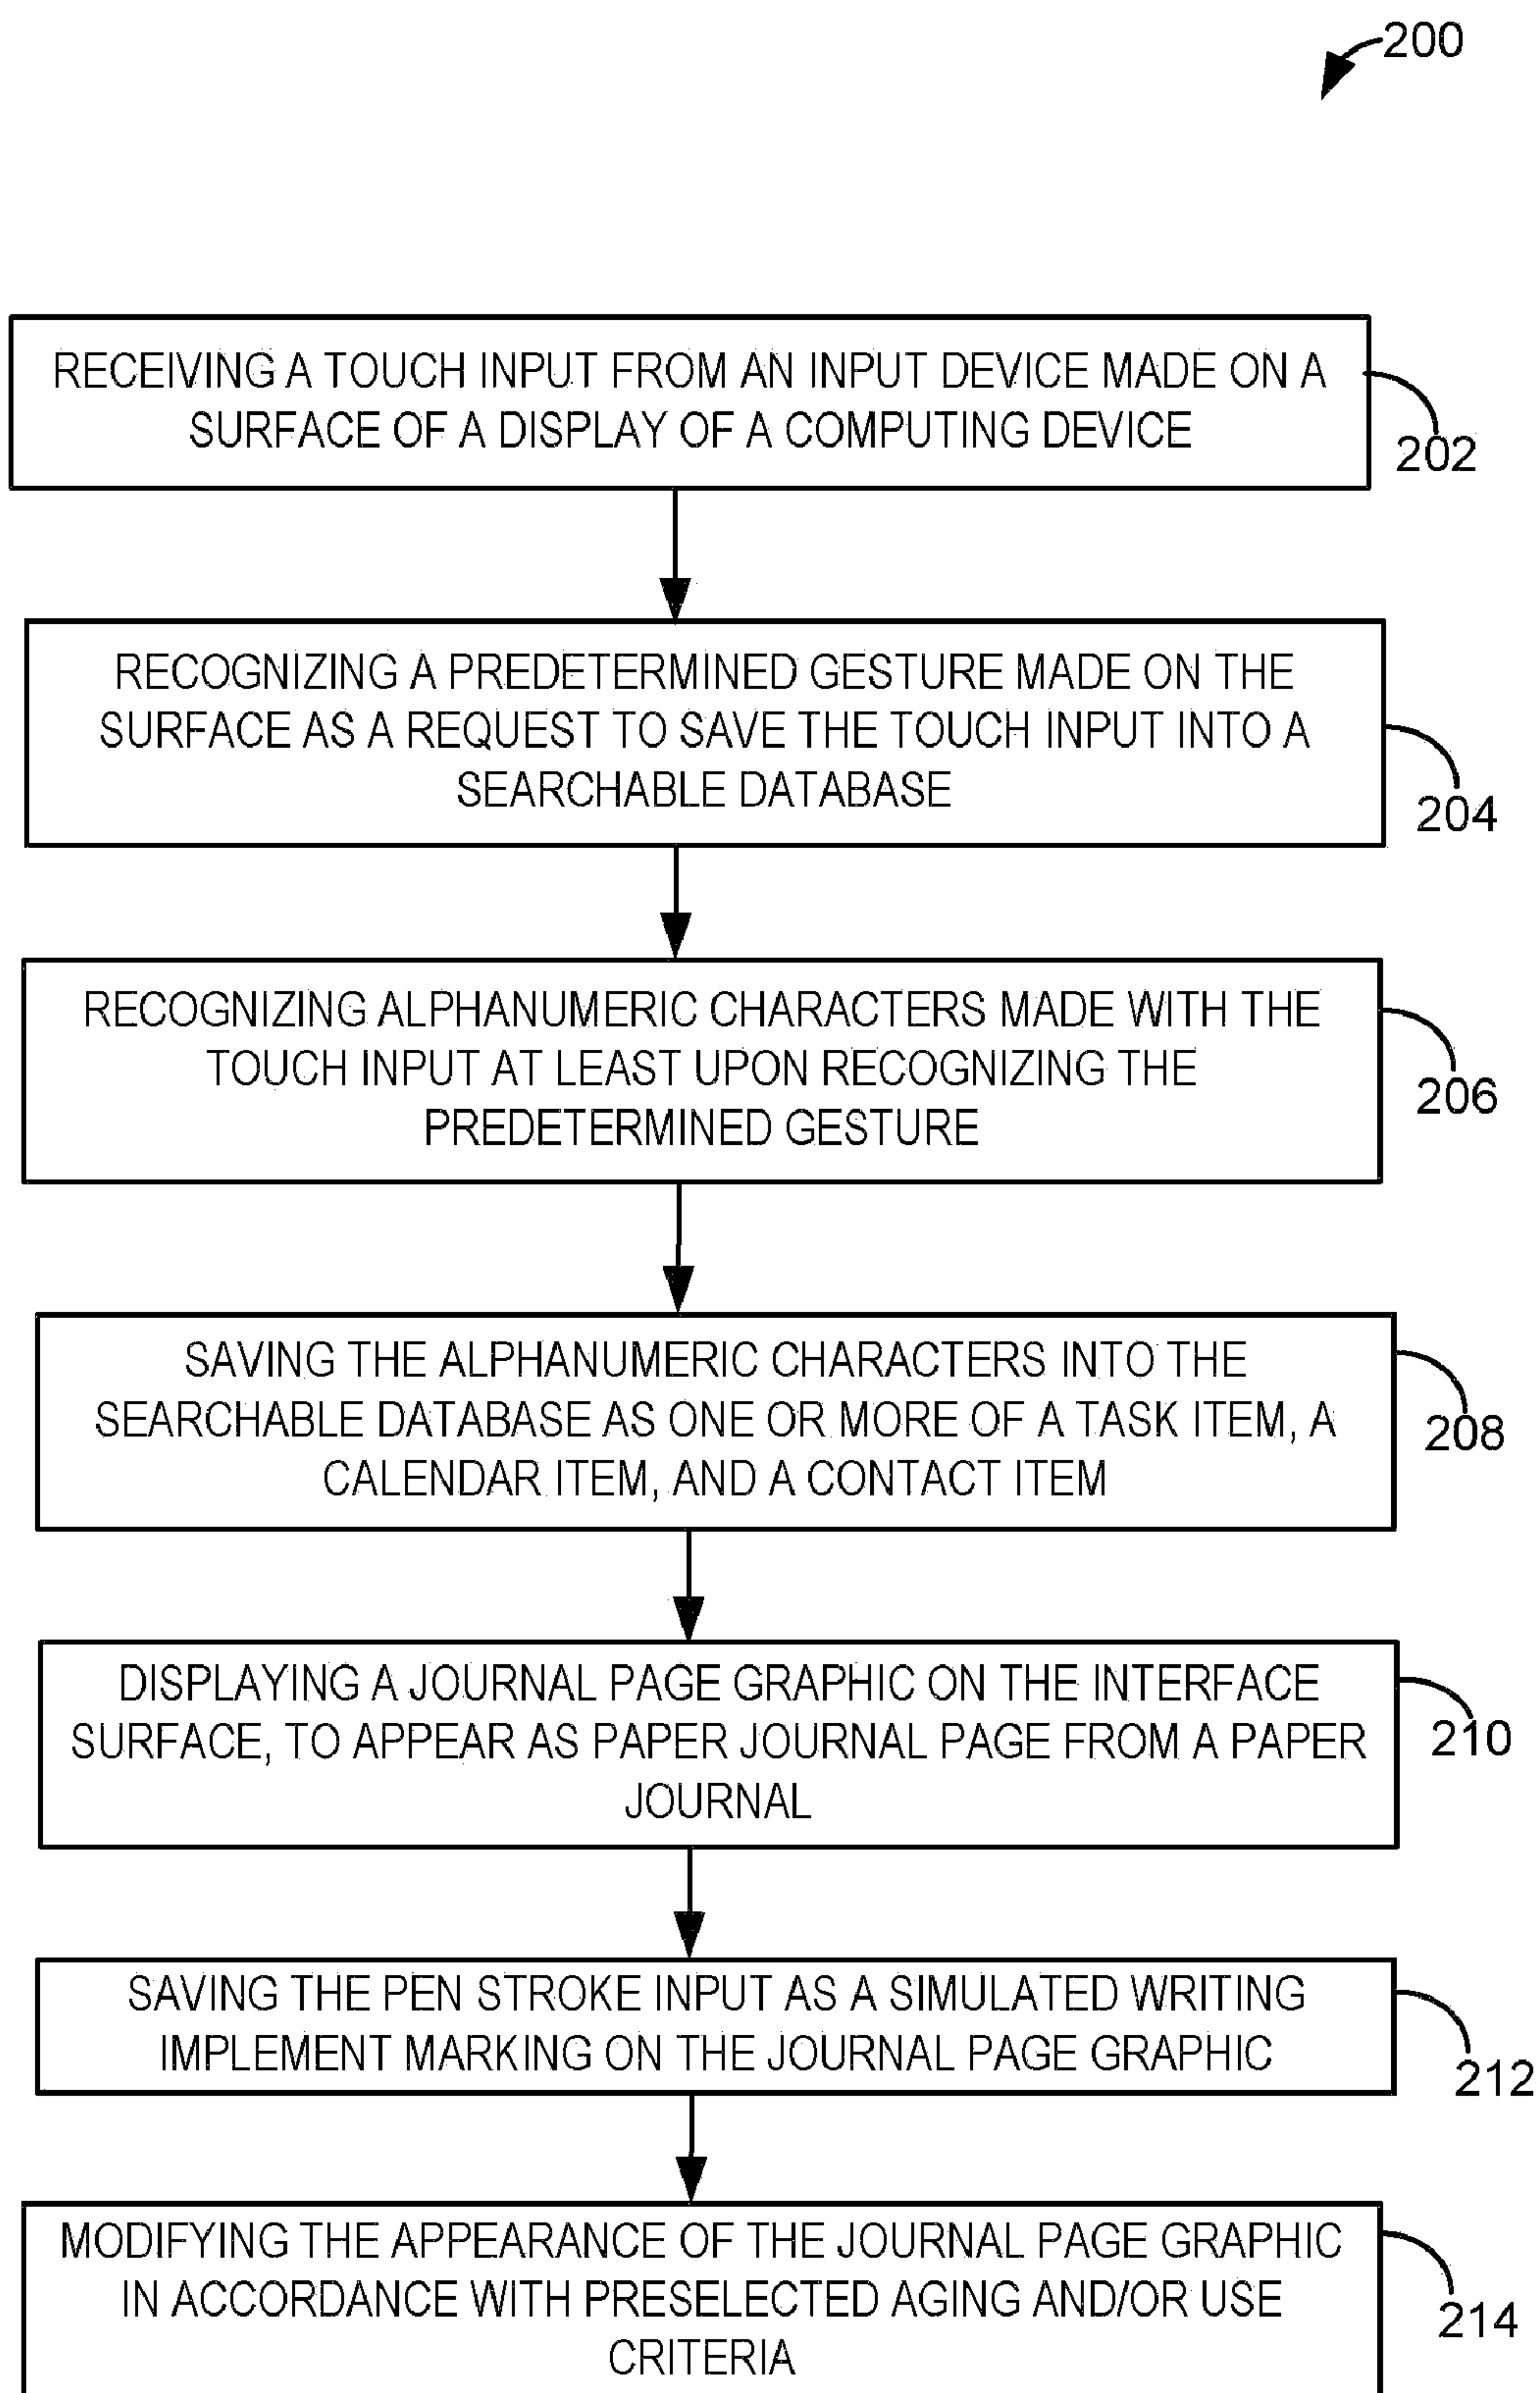 200
RECEIVING A TOUCH INPUT FROM AN INPUT DEVICE MADE ON A
SURFACE OF A DISPLAY OF A COMPUTING DEVICE
202
RECOGNIZING A PREDETERMINED GESTURE MADE ON THE
SURFACE AS A REQUEST TO SAVE THE TOUCH INPUT INTO A
SEARCHABLE DATABASE
204
RECOGNIZING ALPHANUMERIC CHARACTERS MADE WITH THE
TOUCH INPUT AT LEAST UPON RECOGNIZING THE
PREDETERMINED GESTURE
206
SAVING THE ALPHANUMERIC CHARACTERS INTO THE
SEARCHABLE DATABASE AS ONE OR MORE OF A TASK ITEM, A
CALENDAR ITEM, AND A CONTACT ITEM
208
DISPLAYING A JOURNAL PAGE GRAPHIC ON THE INTERFACE
SURFACE, TO APPEAR AS PAPER JOURNAL PAGE FROM A PAPER
JOURNAL
210
SAVING THE PEN STROKE INPUT AS A SIMULATED WRITING
IMPLEMENT MARKING ON THE JOURNAL PAGE GRAPHIC
212
MODIFYING THE APPEARANCE OF THE JOURNAL PAGE GRAPHIC
IN ACCORDANCE WITH PRESELECTED AGING AND/OR USE
CRITERIA
214